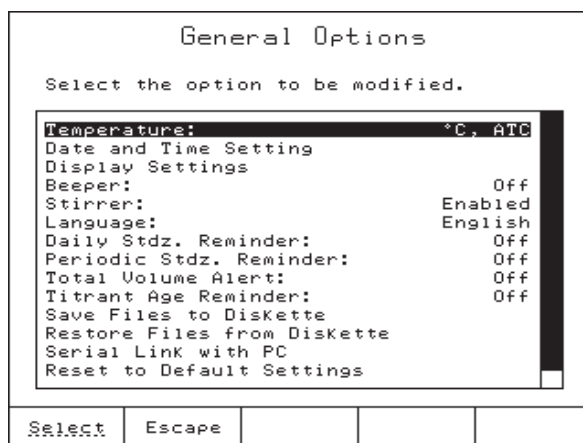 General Options
Select the option to be modified.
Temperature: °C, ATC
Date and Time Setting
Display Settings
Beeper: Off
Stirrer: Enabled
Language: English
Daily Stdz. Reminder: Off
Periodic Stdz. Reminder: Off
Total Volume Alert: Off
Titrant Age Reminder: Off
Save Files to Diskette
Restore Files from Diskette
Serial Link with PC
Reset to Default Settings
Select Escape